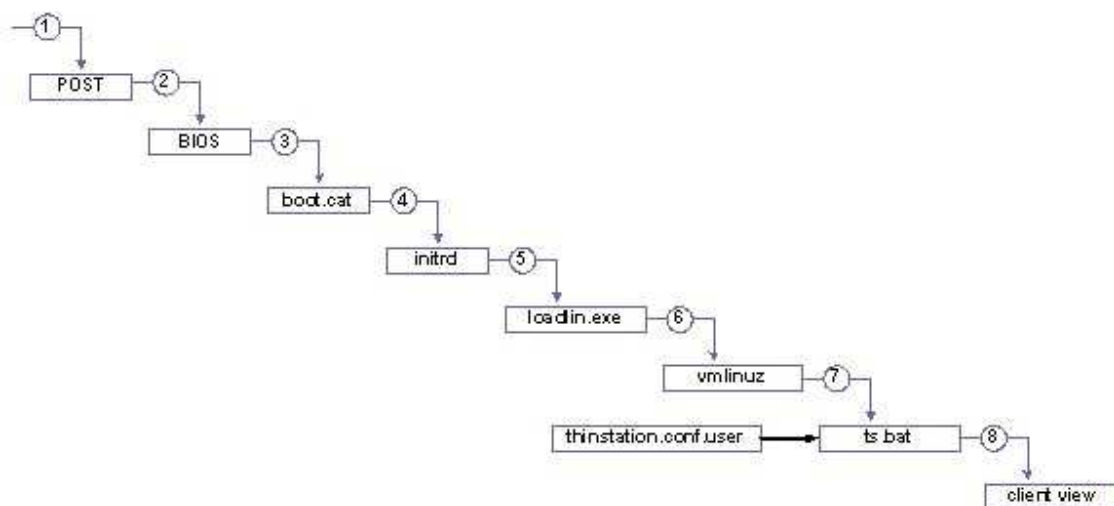 1
POST
2
BIOS
3
boot.cat
4
initrd
5
loadlin.exe
6
vmlinuz
7
thinstation.conf.user
ts.bat
8
client view